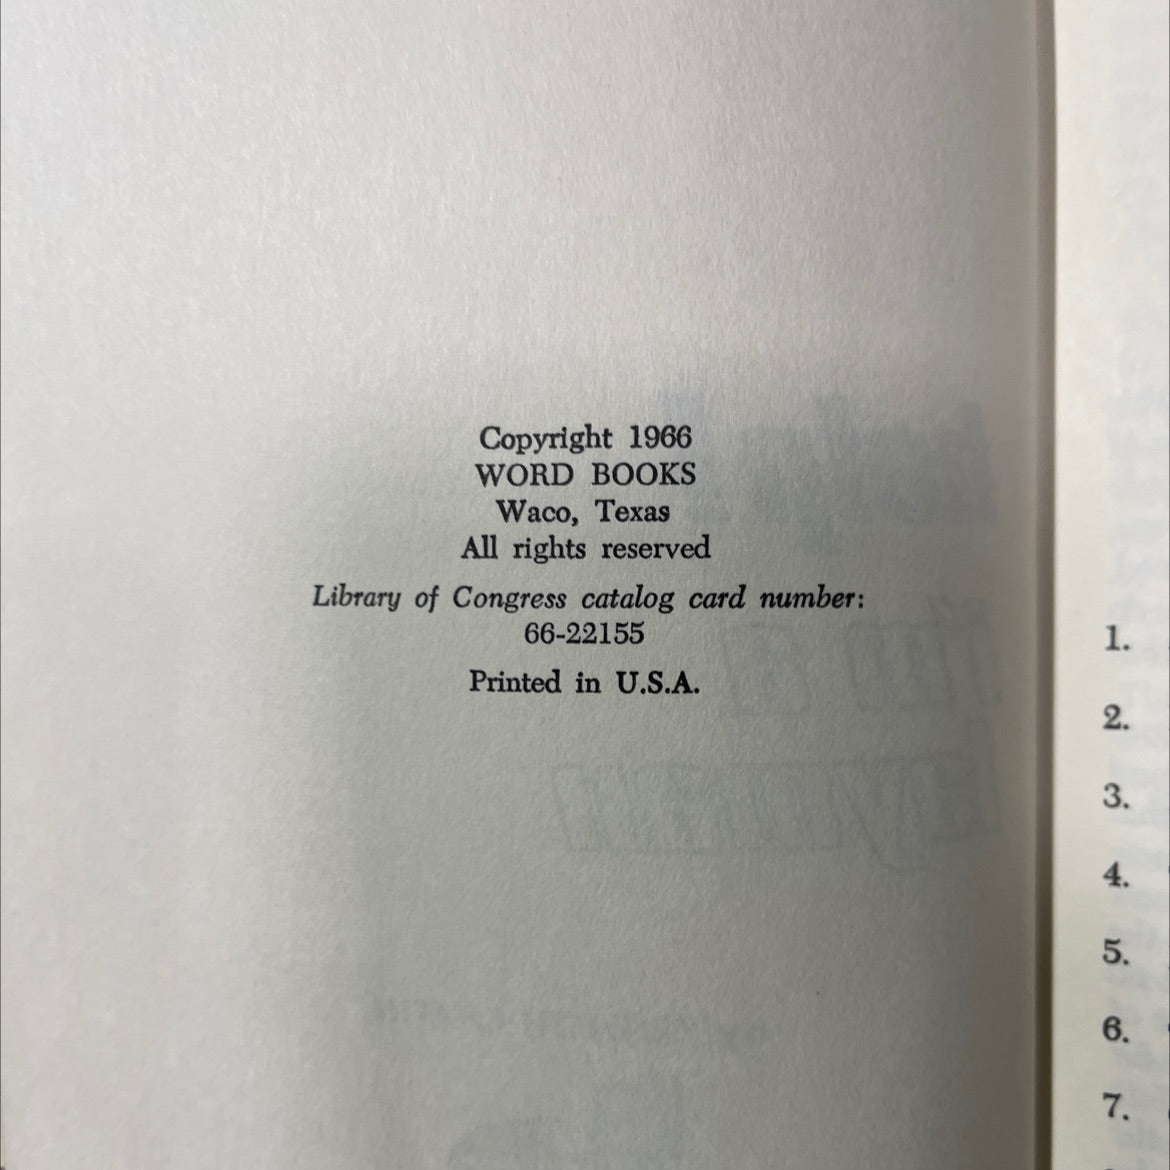 Copyright 1966
WORD BOOKS
Waco, Texas
All rights reserved
Library of Congress catalog card number:
66-22155
Printed in U.S.A.
1.
2.
3.
4.
5.
6.
7.